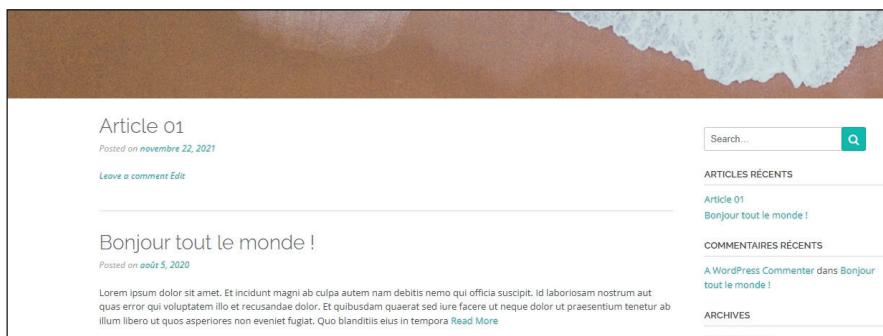 Article 01
Posted on novembre 22, 2021
Leave a comment Edit
Bonjour tout le monde !
Posted on août 5, 2020
Lorem ipsum dolor sit amet. Et incidunt magni ab culpa autem nam debitis nemo qui officia suscipit. Id laboriosam nostrum aut
quas error qui voluptatem illo et recusandae dolor. Et quibusdam quaerat sed iure facere ut neque dolor ut praesentium tenetur ab
illum libero ut quos asperiores non eveniet fugiat. Quo blanditiis eius in tempora Read More
Search...
ARTICLES RÉCENTS
Article 01
Bonjour tout le monde !
COMMENTAIRES RÉCENTS
A WordPress Commenter dans Bonjour
tout le monde !
ARCHIVES